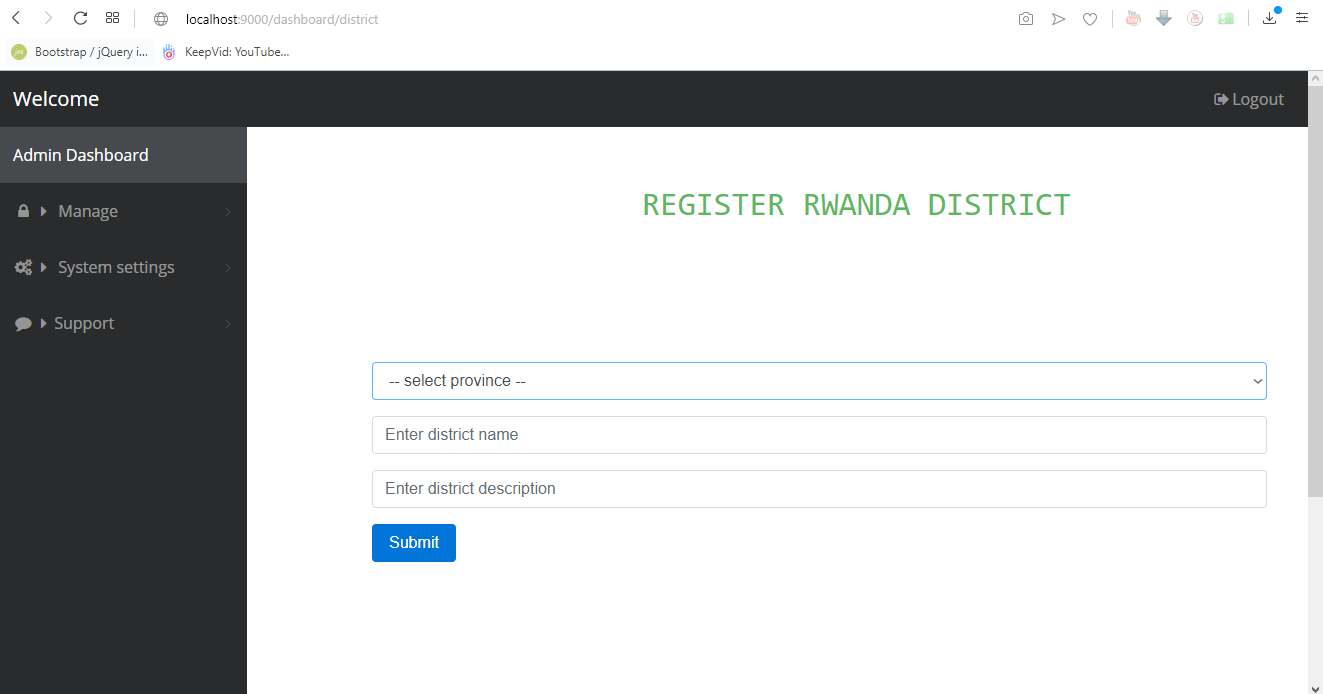 localhost:9000/dashboard/district
Bootstrap / jQuery i...
KeepVid: YouTube...
Welcome
Logout
Admin Dashboard
Manage
System settings
Support
REGISTER RWANDA DISTRICT
-- select province --
Enter district name
Enter district description
Submit